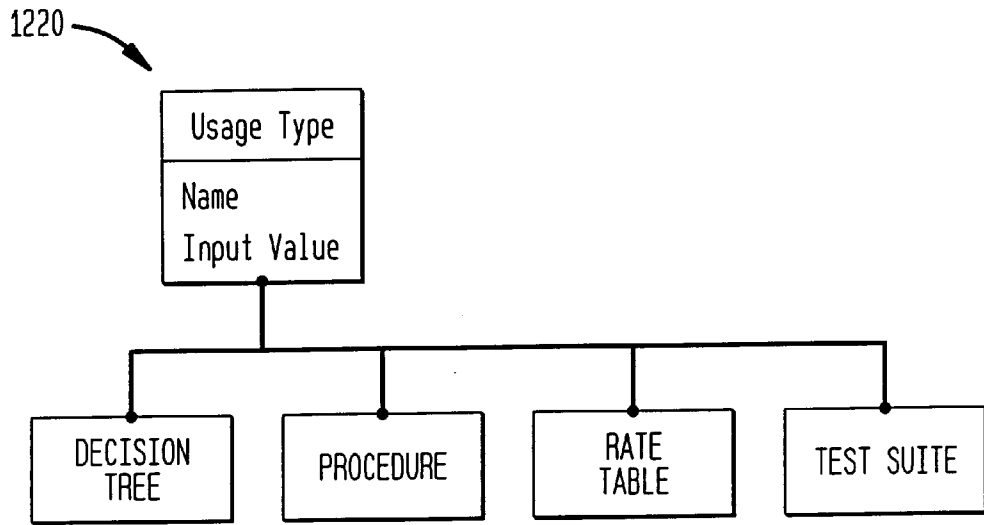 1220
Usage Type
Name
Input Value
DECISION
TREE
PROCEDURE
RATE
TABLE
TEST SUITE